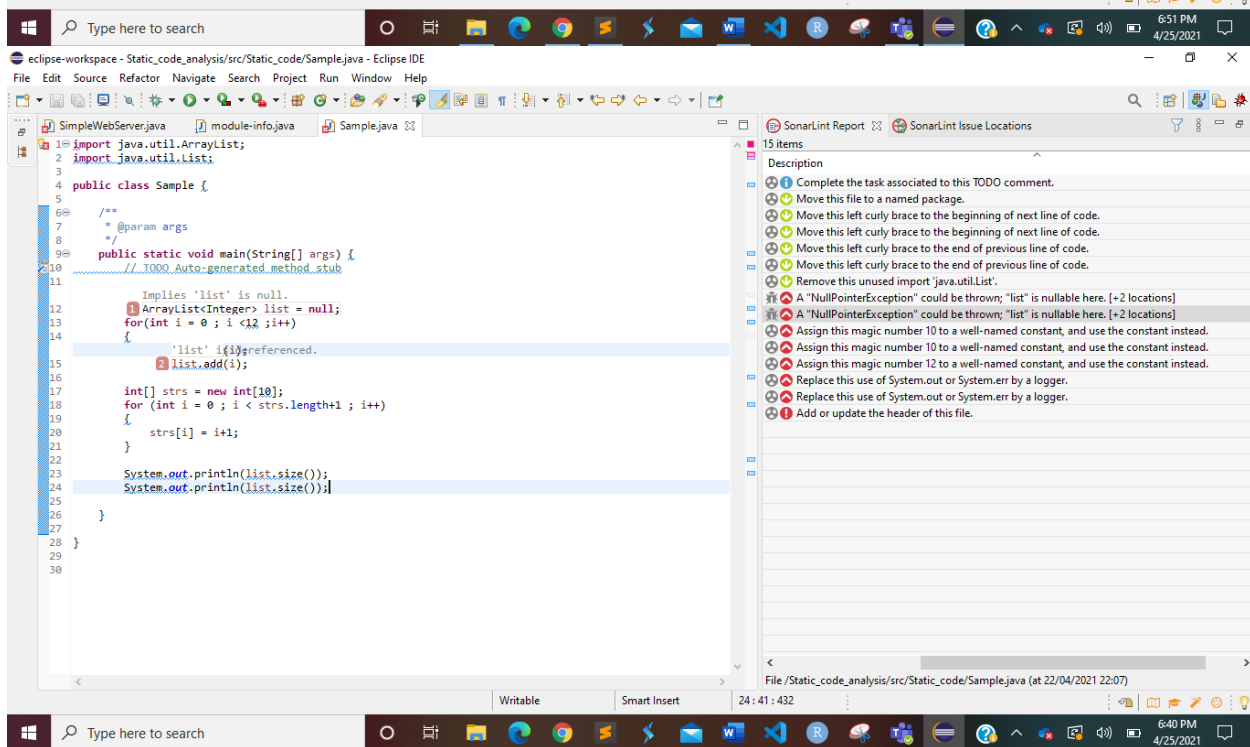 Type here to search
6:51 PM
4/25/2021
eclipse-workspace - Static_code_analysis/src/Static_code/Sample.java - Eclipse IDE
File Edit Source Refactor Navigate Search Project Run Window Help
SimpleWebServer.java module-info.java Sample.java
1 import java.util.ArrayList;
2 import java.util.List;
3
4 public class Sample {
5
6 /**
7 * @param args
8 */
9 public static void main(String[] args) {
10 // TODO Auto-generated method stub
11
Implies 'list' is null.
12 1 ArrayList<Integer> list = null;
13 for(int i = 0 ; i <12 ;i++)
14 {
'list' is dereferenced.
15 2 list.add(i);
16
17 int[] strs = new int[10];
18 for (int i = 0 ; i < strs.length+1 ; i++)
19 {
20 strs[i] = i+1;
21 }
22
23 System.out.println(list.size());
24 System.out.println(list.size());
25
26 }
27
28 }
29
30
SonarLint Report SonarLint Issue Locations
15 items
Description
Complete the task associated to this TODO comment.
Move this file to a named package.
Move this left curly brace to the beginning of next line of code.
Move this left curly brace to the beginning of next line of code.
Move this left curly brace to the end of previous line of code.
Move this left curly brace to the end of previous line of code.
Remove this unused import 'java.util.List'.
A "NullPointerException" could be thrown; "list" is nullable here. [+2 locations]
A "NullPointerException" could be thrown; "list" is nullable here. [+2 locations]
Assign this magic number 10 to a well-named constant, and use the constant instead.
Assign this magic number 10 to a well-named constant, and use the constant instead.
Assign this magic number 12 to a well-named constant, and use the constant instead.
Replace this use of System.out or System.err by a logger.
Replace this use of System.out or System.err by a logger.
Add or update the header of this file.
File /Static_code_analysis/src/Static_code/Sample.java (at 22/04/2021 22:07)
Writable Smart Insert 24 : 41 : 432
Type here to search
6:40 PM
4/25/2021